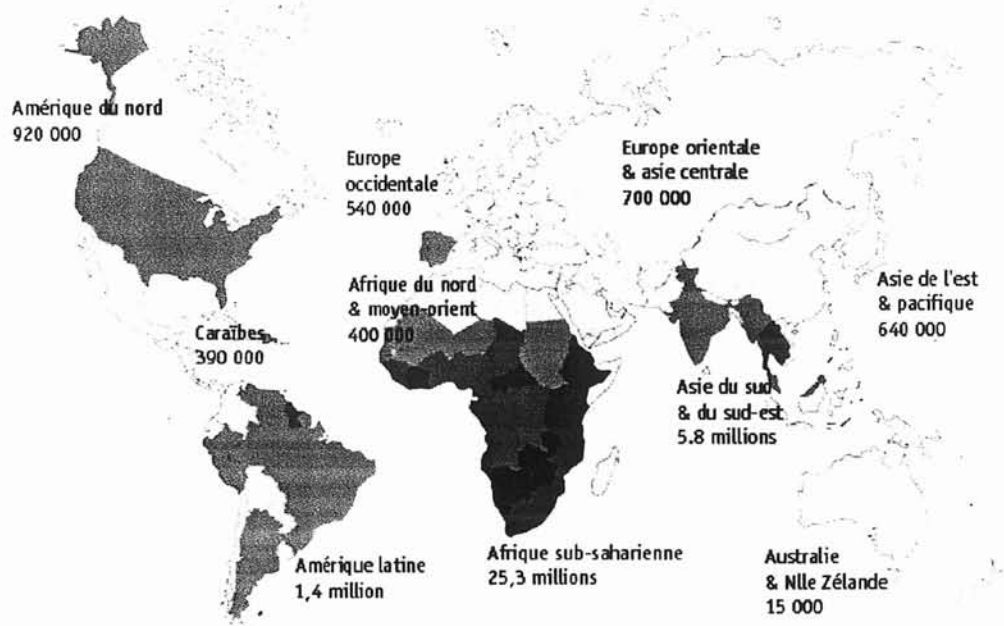 Amérique du nord
920 000
Europe
occidentale
540 000
Europe orientale
& asie centrale
700 000
Afrique du nord
& moyen-orient
400 000
Asie de l'est
& pacifique
640 000
Caraïbes
390 000
Asie du sud
& du sud-est
5.8 millions
Amérique latine
1,4 million
Afrique sub-saharienne
25,3 millions
Australie
& Nlle Zélande
15 000